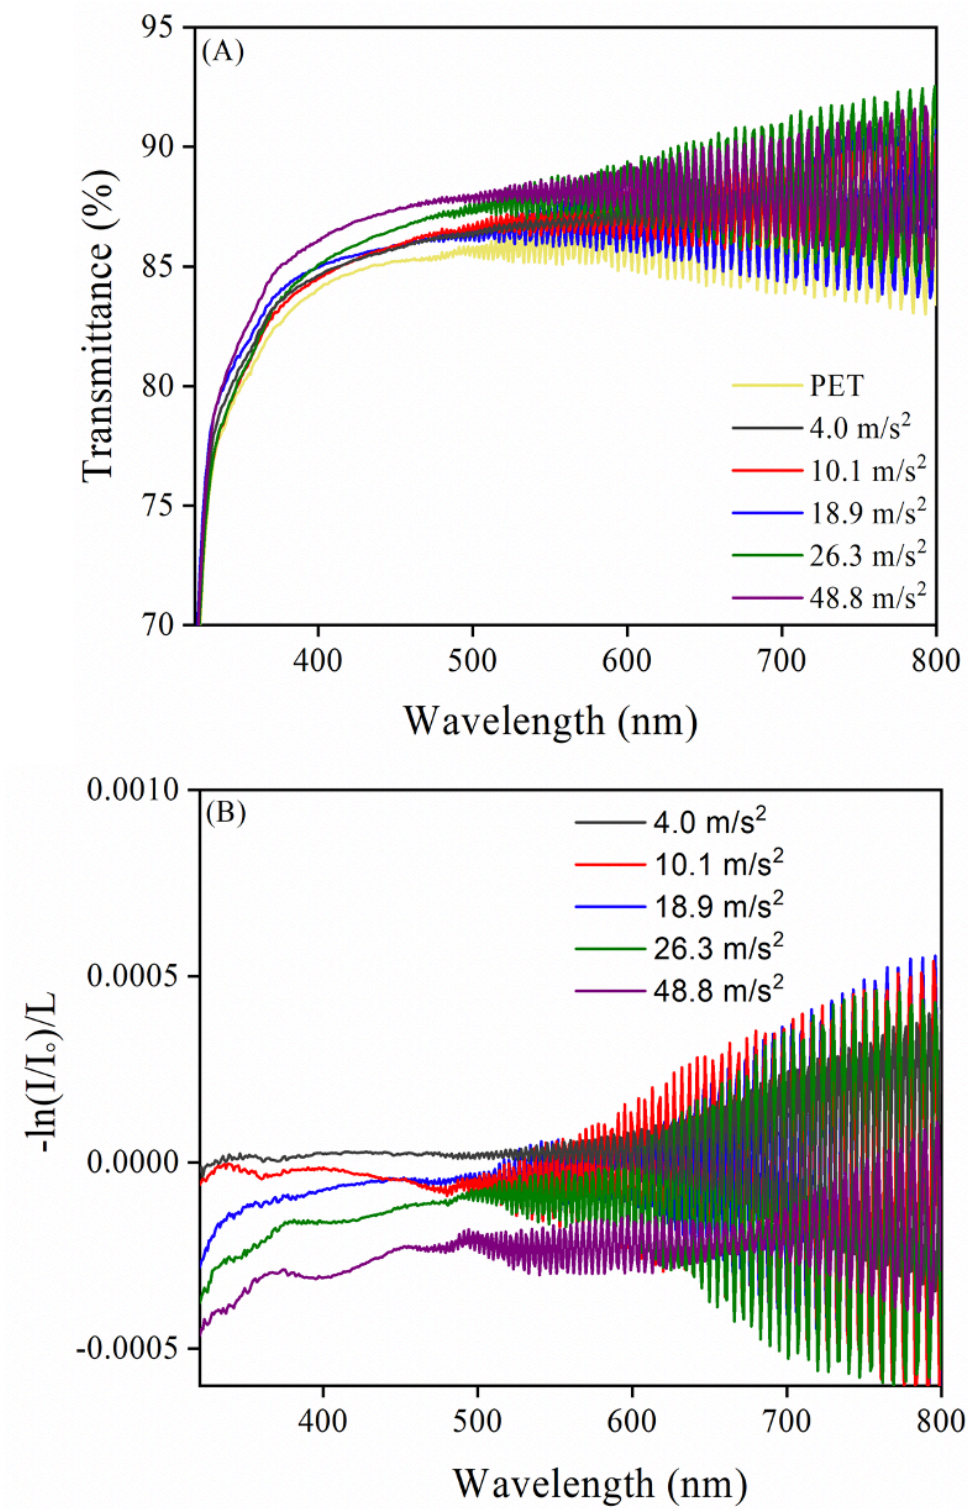 (A)
95
90
85
80
75
70
Transmittance (%)
PET
4.0 m/s²
10.1 m/s²
18.9 m/s²
26.3 m/s²
48.8 m/s²
400 500 600 700 800
Wavelength (nm)
(B)
0.0010
0.0005
0.0000
-0.0005
-ln(I/I₀)/L
4.0 m/s²
10.1 m/s²
18.9 m/s²
26.3 m/s²
48.8 m/s²
400 500 600 700 800
Wavelength (nm)